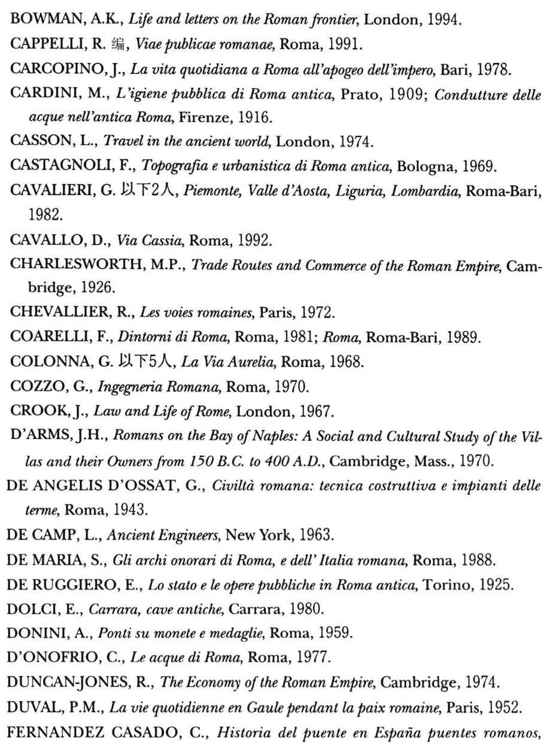 BOWMAN, A.K., Life and letters on the Roman frontier, London, 1994.
CAPPELLI, R. 编, Viae publicae romanae, Roma, 1991.
CARCOPINO, J., La vita quotidiana a Roma all'apogeo dell'impero, Bari, 1978.
CARDINI, M., L'igiene pubblica di Roma antica, Prato, 1909; Condutture delle
acque nell'antica Roma, Firenze, 1916.
CASSON, L., Travel in the ancient world, London, 1974.
CASTAGNOLI, F., Topografia e urbanistica di Roma antica, Bologna, 1969.
CAVALIERI, G. 以下2人, Piemonte, Valle d'Aosta, Liguria, Lombardia, Roma-Bari,
1982.
CAVALLO, D., Via Cassia, Roma, 1992.
CHARLESWORTH, M.P., Trade Routes and Commerce of the Roman Empire, Cam-
bridge, 1926.
CHEVALLIER, R., Les voies romaines, Paris, 1972.
COARELLI, F., Dintorni di Roma, Roma, 1981; Roma, Roma-Bari, 1989.
COLONNA, G. 以下5人, La Via Aurelia, Roma, 1968.
COZZO, G., Ingegneria Romana, Roma, 1970.
CROOK, J., Law and Life of Rome, London, 1967.
D'ARMS, J.H., Romans on the Bay of Naples: A Social and Cultural Study of the Vil-
las and their Owners from 150 B.C. to 400 A.D., Cambridge, Mass., 1970.
DE ANGELIS D'OSSAT, G., Civiltà romana: tecnica costruttiva e impianti delle
terme, Roma, 1943.
DE CAMP, L., Ancient Engineers, New York, 1963.
DE MARIA, S., Gli archi onorari di Roma, e dell' Italia romana, Roma, 1988.
DE RUGGIERO, E., Lo stato e le opere pubbliche in Roma antica, Torino, 1925.
DOLCI, E., Carrara, cave antiche, Carrara, 1980.
DONINI, A., Ponti su monete e medaglie, Roma, 1959.
D'ONOFRIO, C., Le acque di Roma, Roma, 1977.
DUNCAN-JONES, R., The Economy of the Roman Empire, Cambridge, 1974.
DUVAL, P.M., La vie quotidienne en Gaule pendant la paix romaine, Paris, 1952.
FERNANDEZ CASADO, C., Historia del puente en España puentes romanos,